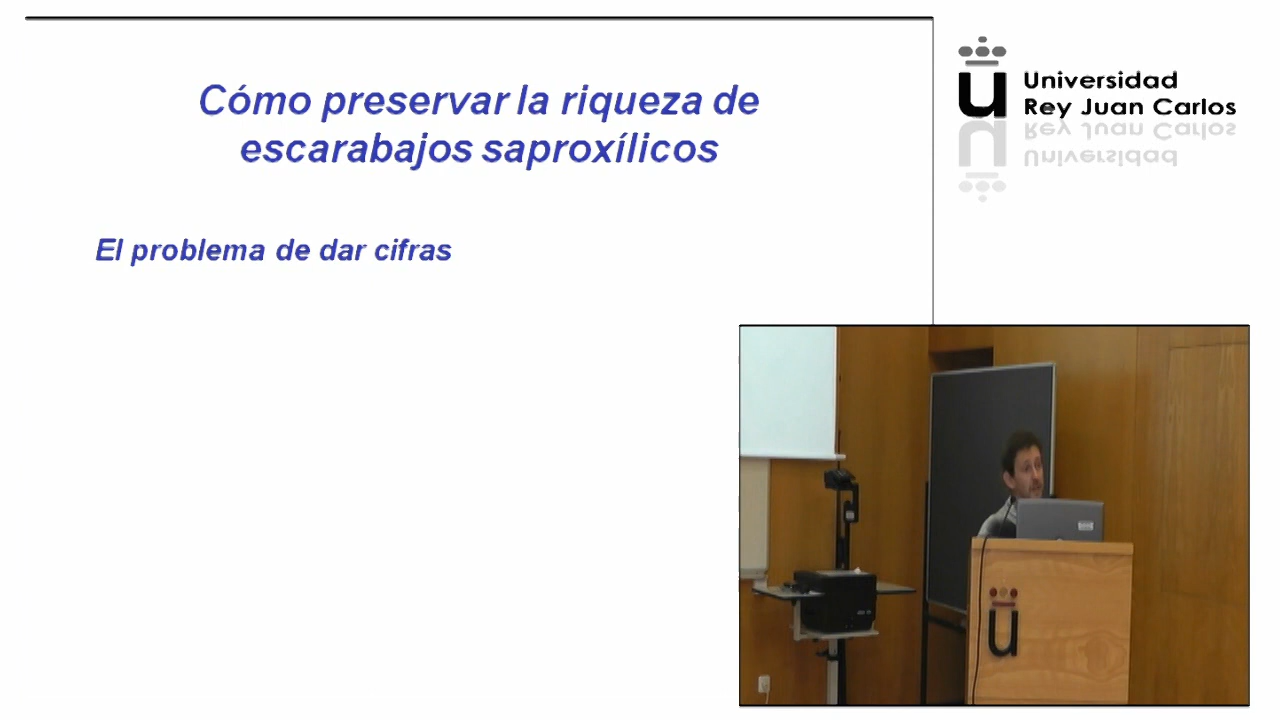 Cómo preservar la riqueza de
escarabajos saproxílicos
El problema de dar cifras
Universidad
Rey Juan Carlos